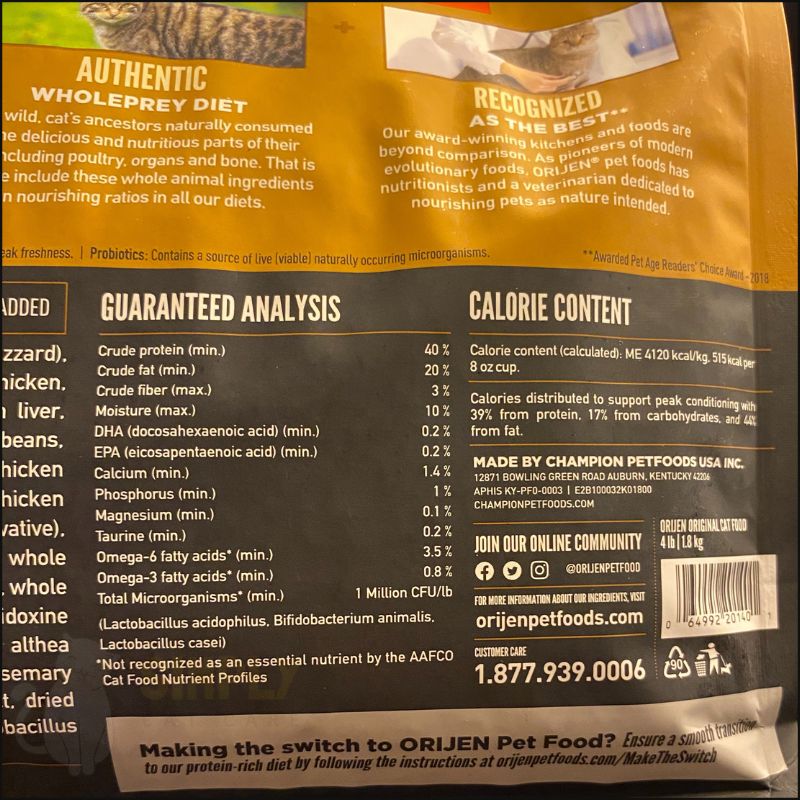 AUTHENTIC
WHOLEPREY DIET
wild, cat's ancestors naturally consumed
he delicious and nutritious parts of their
ncluding poultry, organs and bone. That is
e include these whole animal ingredients
n nourishing ratios in all our diets.
RECOGNIZED
AS THE BEST**
Our award-winning kitchens and foods are
beyond comparison. As pioneers of modern
evolutionary foods, ORIJEN® pet foods has
nutritionists and a veterinarian dedicated to
nourishing pets as nature intended.
eak freshness. | Probiotics: Contains a source of live (viable) naturally occurring microorganisms.
**Awarded Pet Age Readers' Choice Award - 2018
ADDED
zzard),
hicken,
n liver,
beans,
hicken
hicken
vative),
whole
, whole
idoxine
althea
semary
t, dried
bacillus
GUARANTEED ANALYSIS
Crude protein (min.) 40 %
Crude fat (min.) 20 %
Crude fiber (max.) 3 %
Moisture (max.) 10 %
DHA (docosahexaenoic acid) (min.) 0.2 %
EPA (eicosapentaenoic acid) (min.) 0.2 %
Calcium (min.) 1.4 %
Phosphorus (min.) 1 %
Magnesium (min.) 0.1 %
Taurine (min.) 0.2 %
Omega-6 fatty acids* (min.) 3.5 %
Omega-3 fatty acids* (min.) 0.8 %
Total Microorganisms* (min.) 1 Million CFU/lb
(Lactobacillus acidophilus, Bifidobacterium animalis,
Lactobacillus casei)
*Not recognized as an essential nutrient by the AAFCO
Cat Food Nutrient Profiles
CALORIE CONTENT
Calorie content (calculated): ME 4120 kcal/kg, 515 kcal per
8 oz cup.
Calories distributed to support peak conditioning with
39% from protein, 17% from carbohydrates, and 44%
from fat.
MADE BY CHAMPION PETFOODS USA INC.
12871 BOWLING GREEN ROAD AUBURN, KENTUCKY 42206
APHIS KY-PF0-0003 | E2B100032K01800
CHAMPIONPETFOODS.COM
JOIN OUR ONLINE COMMUNITY
@ORIJENPETFOOD
FOR MORE INFORMATION ABOUT OUR INGREDIENTS, VISIT
orijenpetfoods.com
CUSTOMER CARE
1.877.939.0006
ORIJEN ORIGINAL CAT FOOD
4 lb | 1.8 kg
0 64992 20140 1
90
Making the switch to ORIJEN Pet Food? Ensure a smooth transition
to our protein-rich diet by following the instructions at orijenpetfoods.com/MakeTheSwitch